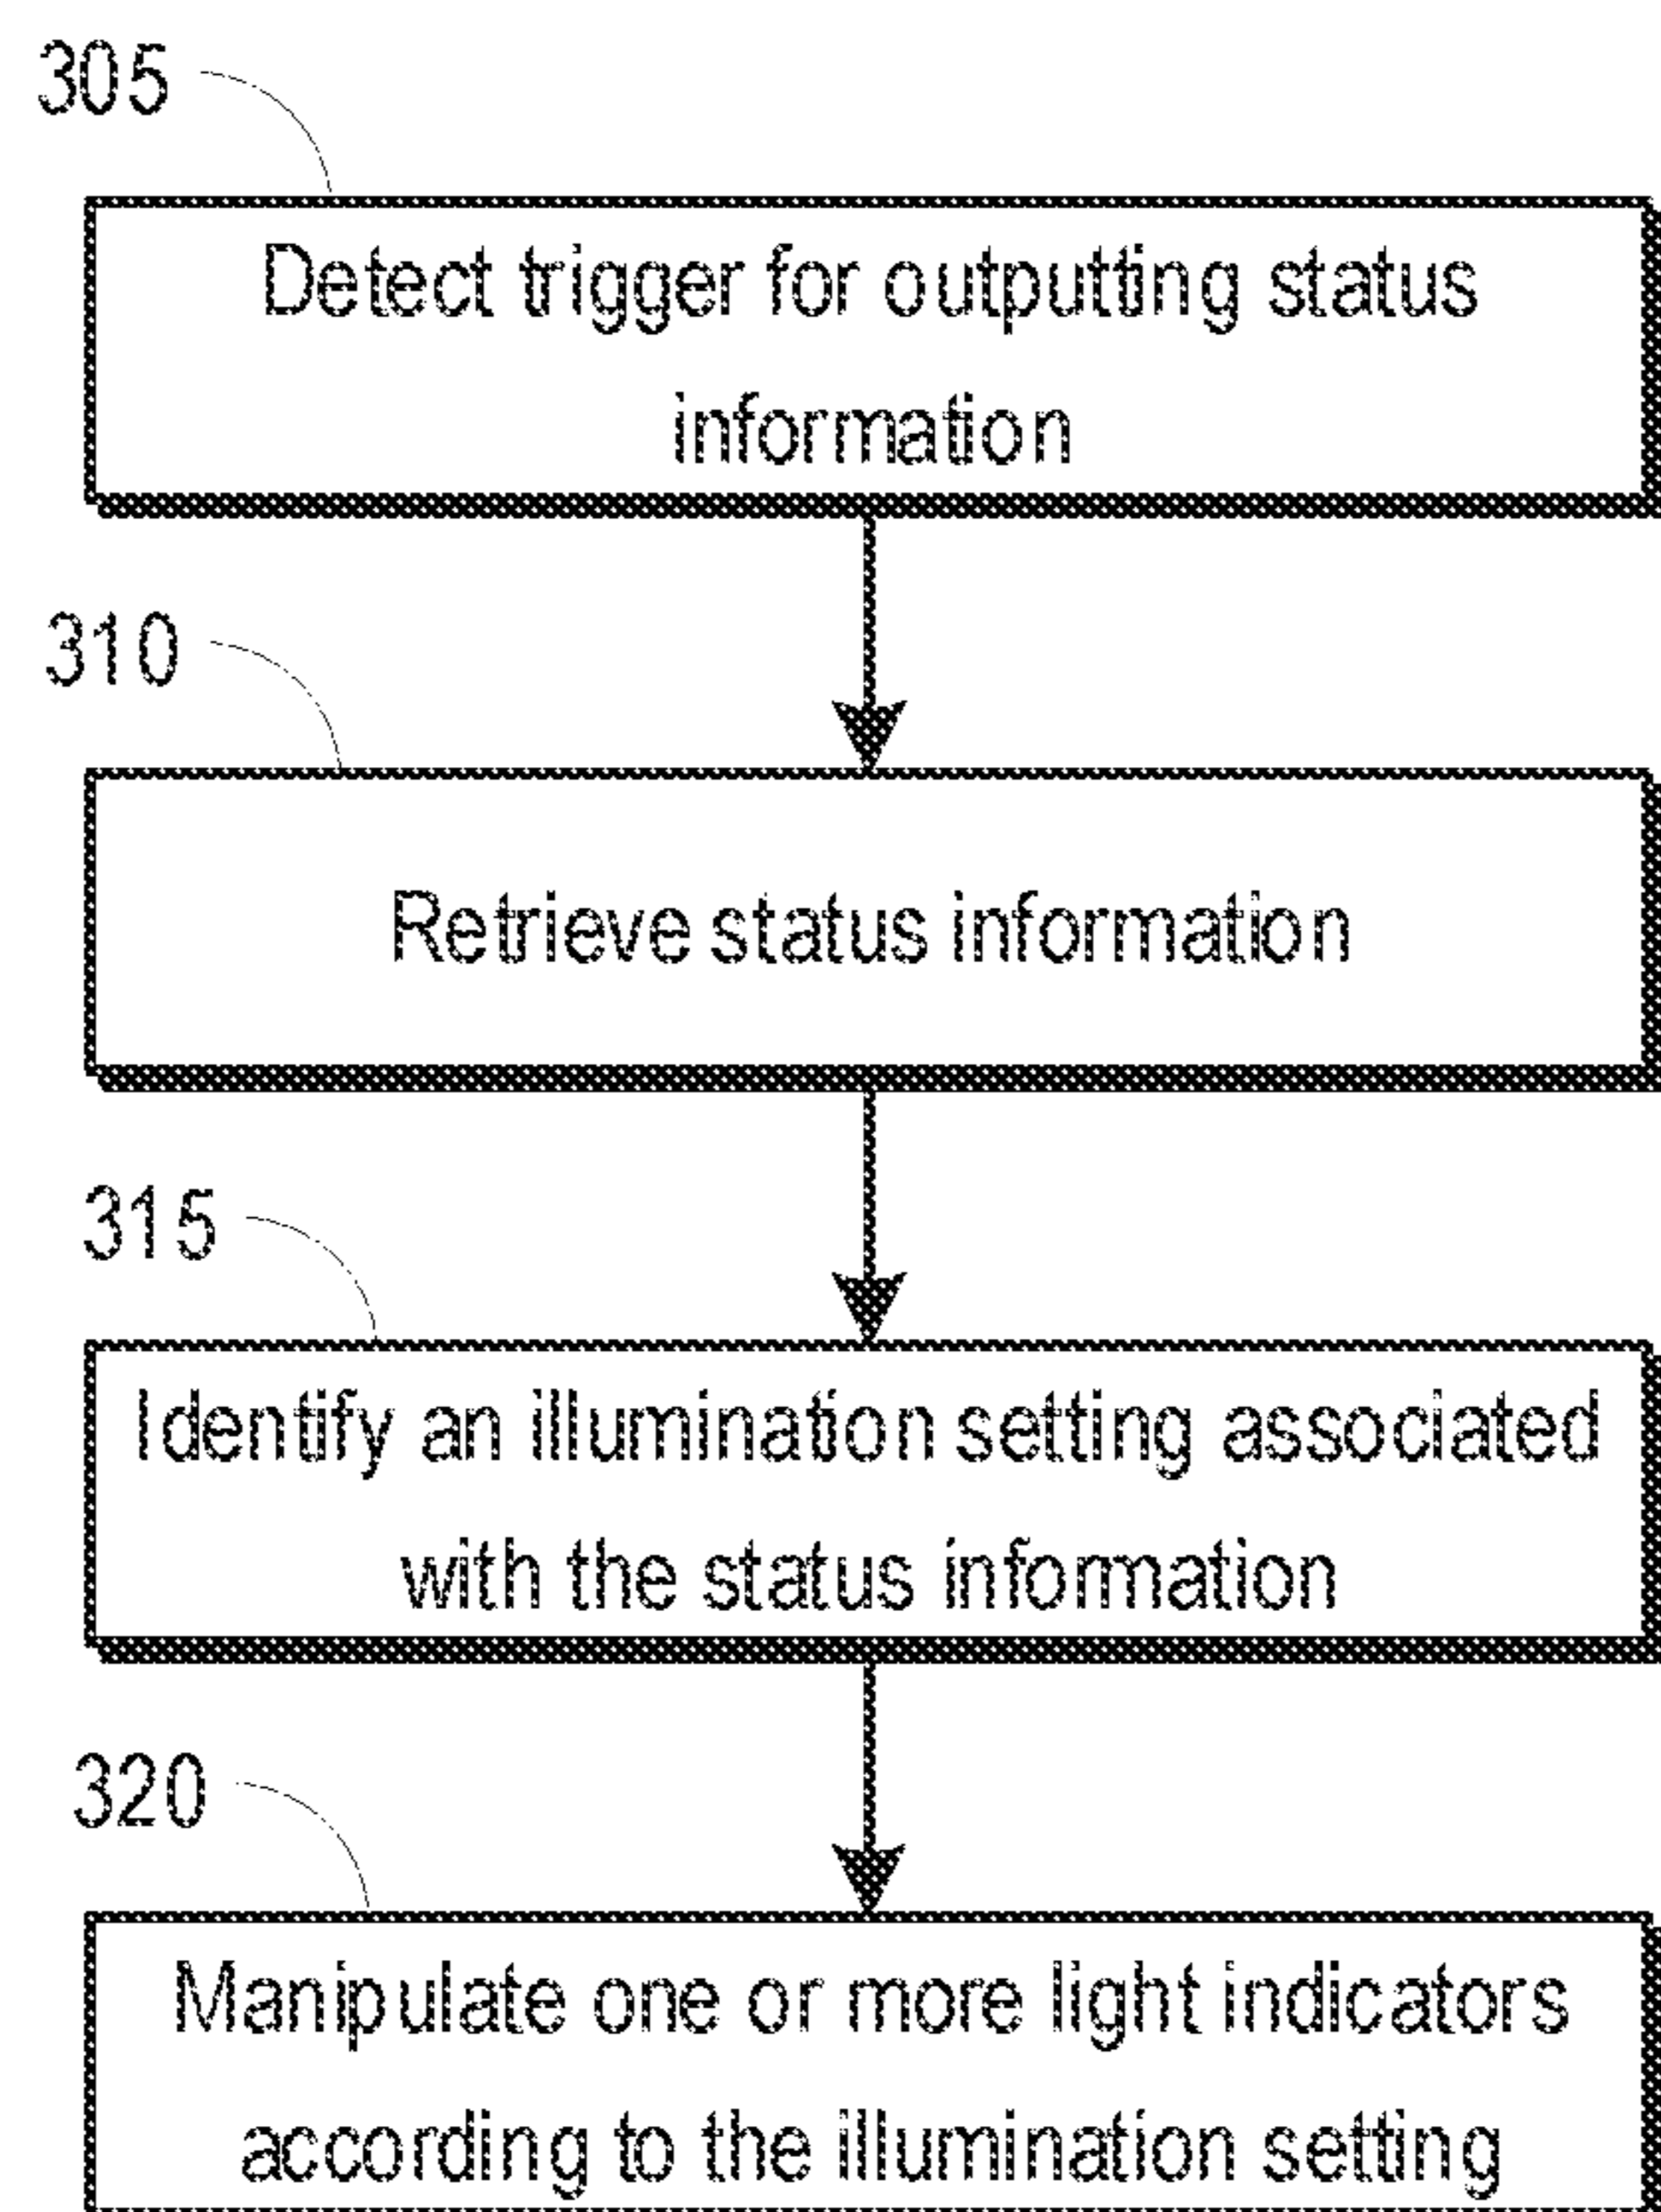 305
Detect trigger for outputting status
information
310
Retrieve status information
315
Identify an illumination setting associated
with the status information
320
Manipulate one or more light indicators
according to the illumination setting